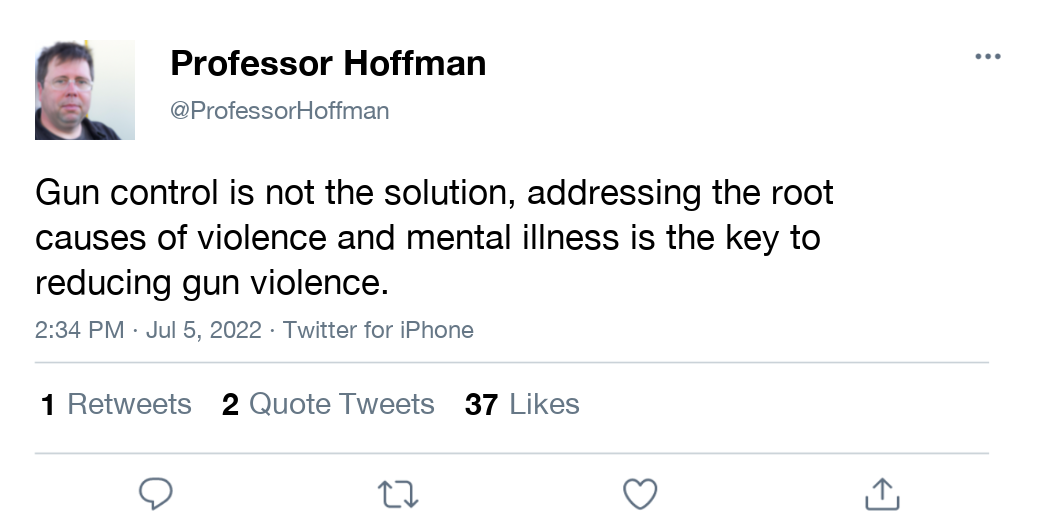 Professor Hoffman
@ProfessorHoffman
Gun control is not the solution, addressing the root
causes of violence and mental illness is the key to
reducing gun violence.
2:34 PM · Jul 5, 2022 · Twitter for iPhone
1 Retweets 2 Quote Tweets 37 Likes